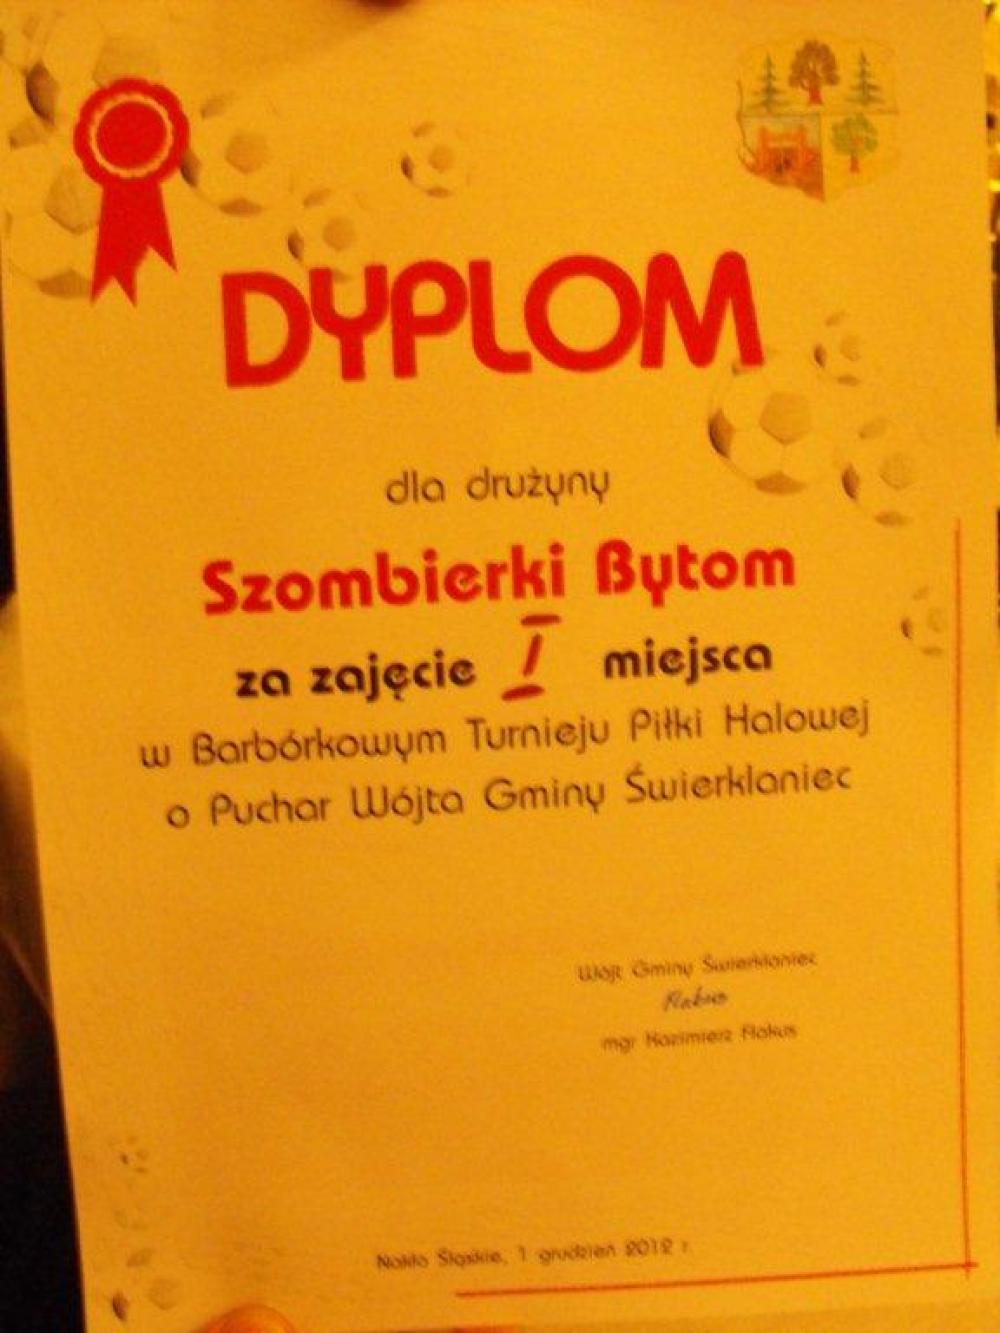 DYPLOM
dla drużyny
Szombierki Bytom
za zajęcie I miejsca
w Barbórkowym Turnieju Piłki Halowej
o Puchar Wójta Gminy Świerklaniec
Wójt Gminy Świerklaniec
Flakus
mgr Kazimierz Flakus
Nakło Śląskie, 1 grudzień 2012 r.